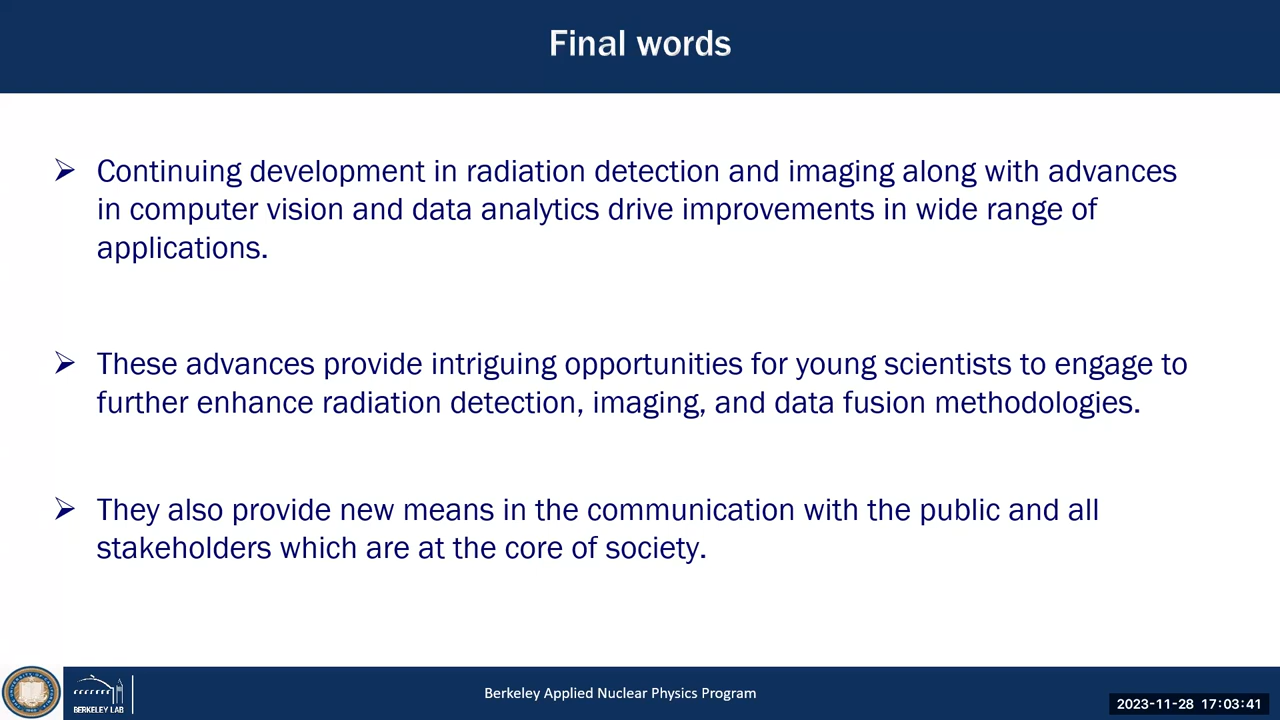 Final words
➢ Continuing development in radiation detection and imaging along with advances
in computer vision and data analytics drive improvements in wide range of
applications.
➢ These advances provide intriguing opportunities for young scientists to engage to
further enhance radiation detection, imaging, and data fusion methodologies.
➢ They also provide new means in the communication with the public and all
stakeholders which are at the core of society.
BERKELEY LAB
Berkeley Applied Nuclear Physics Program
2023-11-28 17:03:41